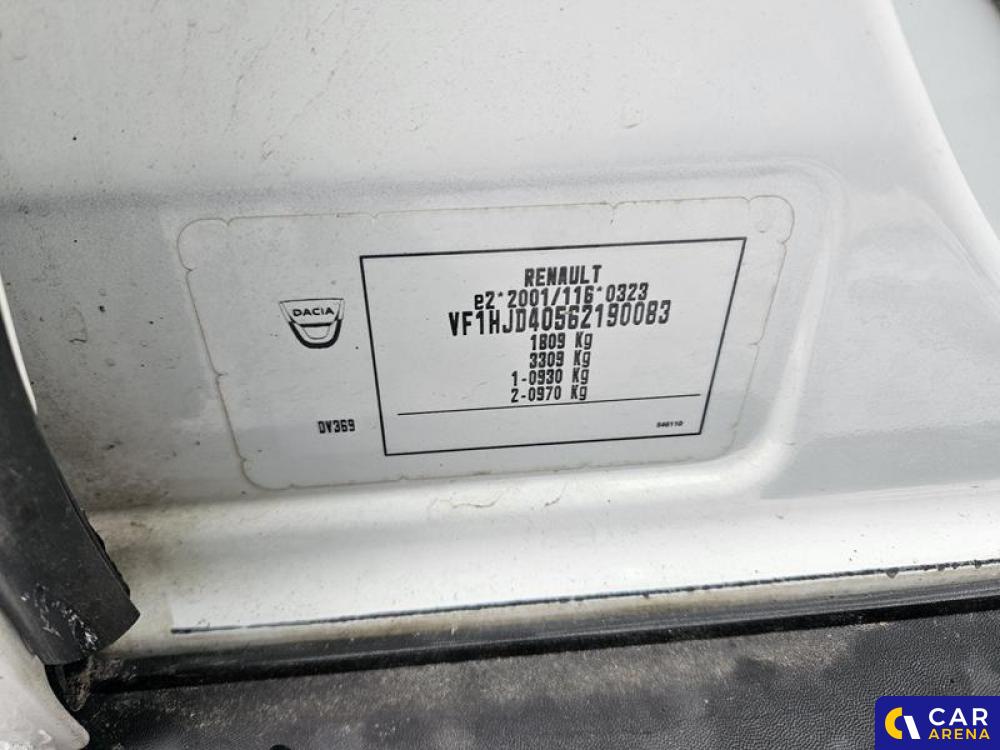 RENAULT
e2*2001/116*0323
VF1HJD40562190083
1809 Kg
3309 Kg
1-0930 Kg
2-0970 Kg
DACIA
DV369
546110
CAR
ARENA